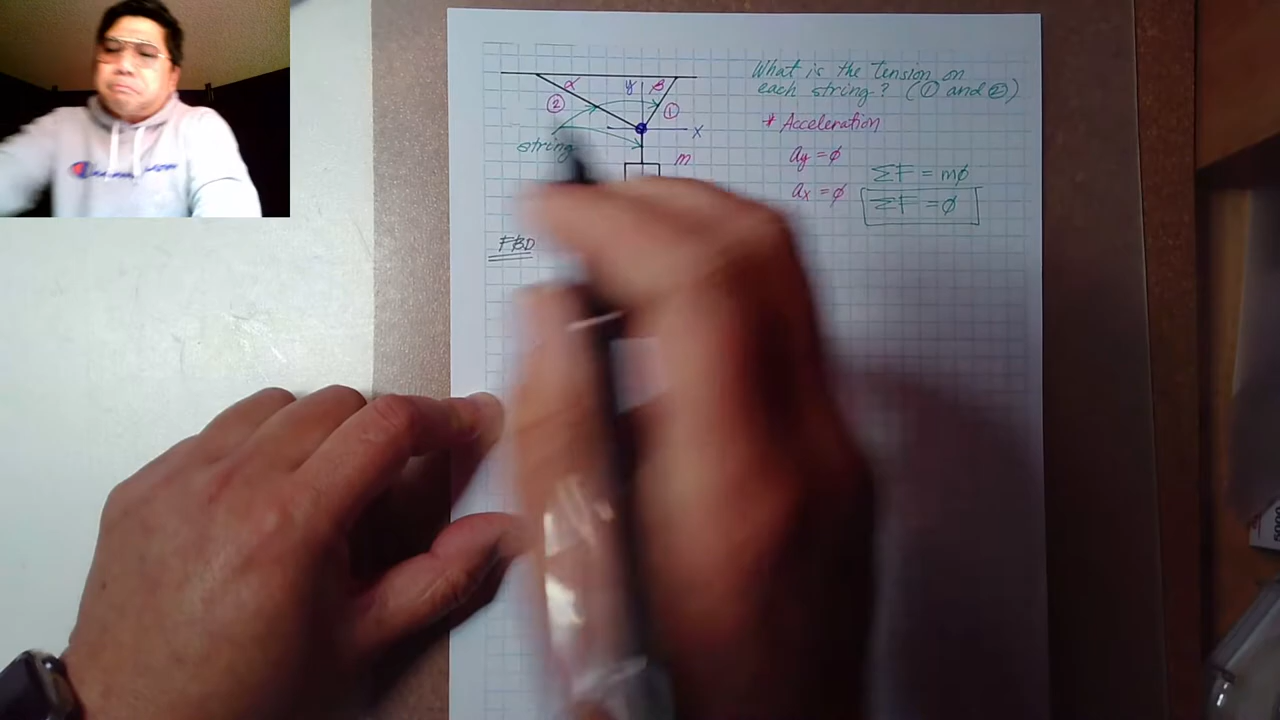 What is the Tension on
each string? (① and ②)
α
y
β
②
①
x
string
m
* Acceleration
ay = ϕ
ax = ϕ
ΣF = mϕ
ΣF = ϕ
FBD
Champion